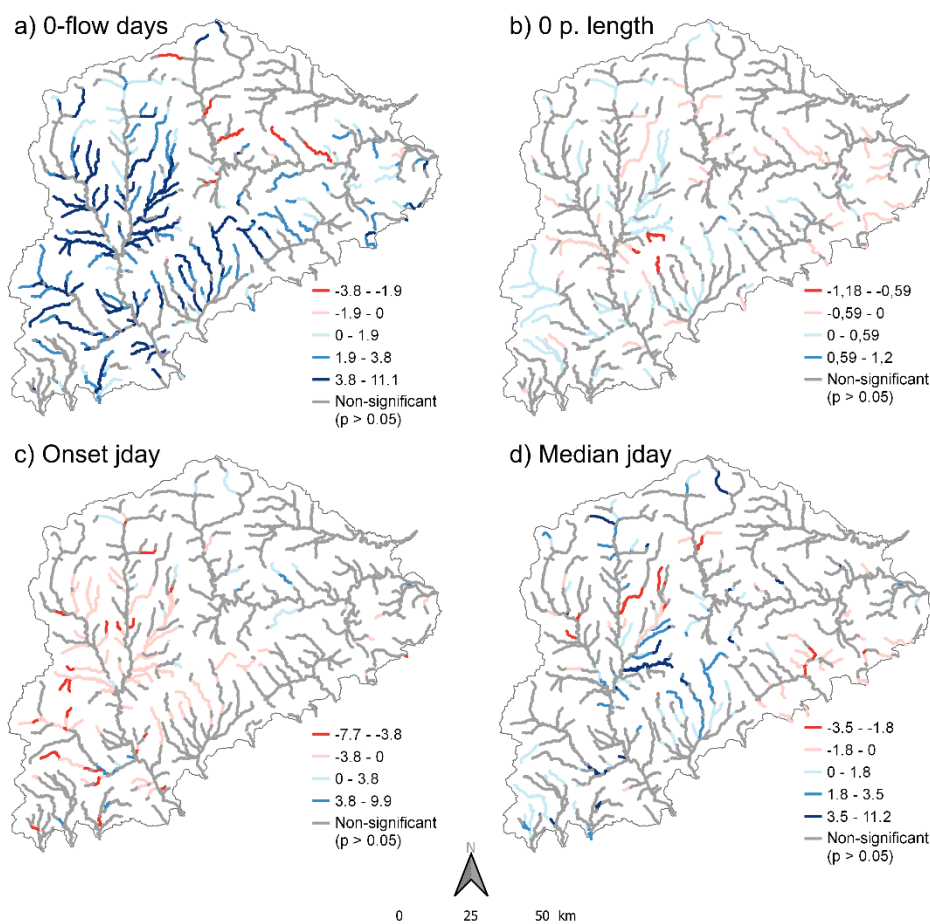 a) 0-flow days
-3.8 - -1.9
-1.9 - 0
0 - 1.9
1.9 - 3.8
3.8 - 11.1
Non-significant
(p > 0.05)
b) 0 p. length
-1,18 - -0,59
-0,59 - 0
0 - 0,59
0,59 - 1.2
Non-significant
(p > 0.05)
c) Onset jday
-7.7 - -3.8
-3.8 - 0
0 - 3.8
3.8 - 9.9
Non-significant
(p > 0.05)
d) Median jday
-3.5 - -1.8
-1.8 - 0
0 - 1.8
1.8 - 3.5
3.5 - 11.2
Non-significant
(p > 0.05)
N
0 25 50 km